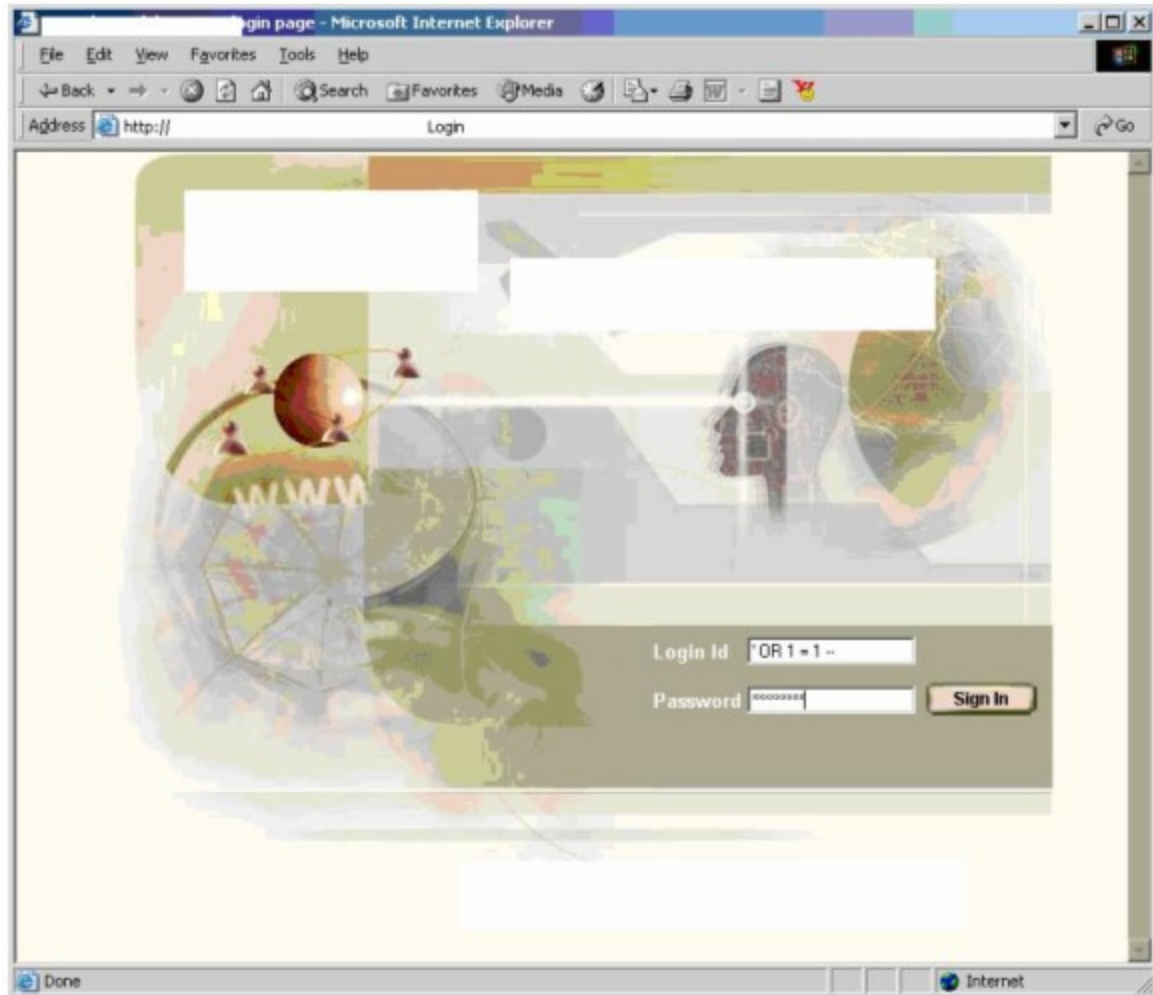 gin page - Microsoft Internet Explorer
File Edit View Favorites Tools Help
Back Search Favorites Media W
Address http:// Login Go
WWW
Login Id ' OR 1 = 1 --
Password ********
Sign In
Done Internet